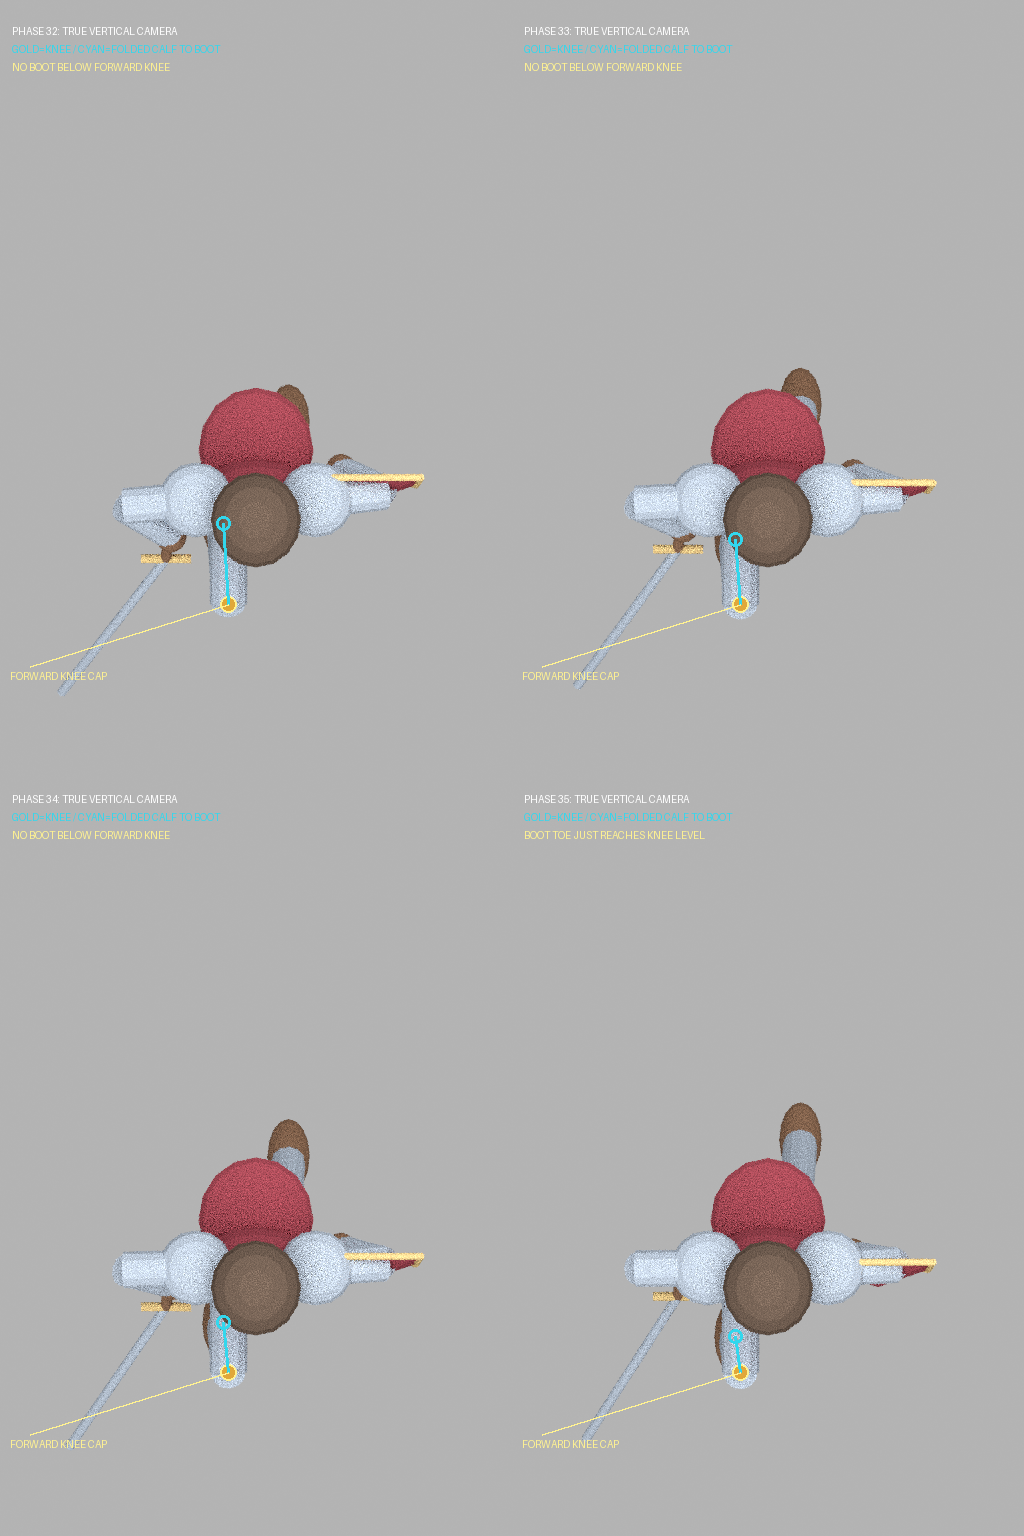 PHASE 32: TRUE VERTICAL CAMERA
GOLD=KNEE / CYAN=FOLDED CALF TO BOOT
NO BOOT BELOW FORWARD KNEE
FORWARD KNEE CAP
PHASE 33: TRUE VERTICAL CAMERA
GOLD=KNEE / CYAN=FOLDED CALF TO BOOT
NO BOOT BELOW FORWARD KNEE
FORWARD KNEE CAP
PHASE 34: TRUE VERTICAL CAMERA
GOLD=KNEE / CYAN=FOLDED CALF TO BOOT
NO BOOT BELOW FORWARD KNEE
FORWARD KNEE CAP
PHASE 35: TRUE VERTICAL CAMERA
GOLD=KNEE / CYAN=FOLDED CALF TO BOOT
BOOT TOE JUST REACHES KNEE LEVEL
FORWARD KNEE CAP